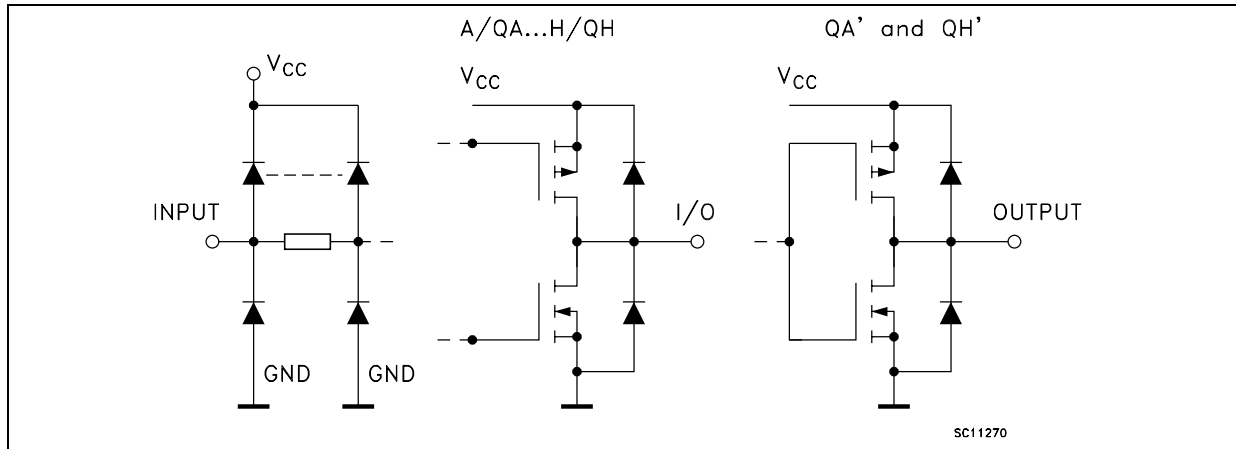 A/QA...H/QH
QA' and QH'
VCC
VCC
VCC
INPUT
I/O
OUTPUT
GND
GND
SC11270